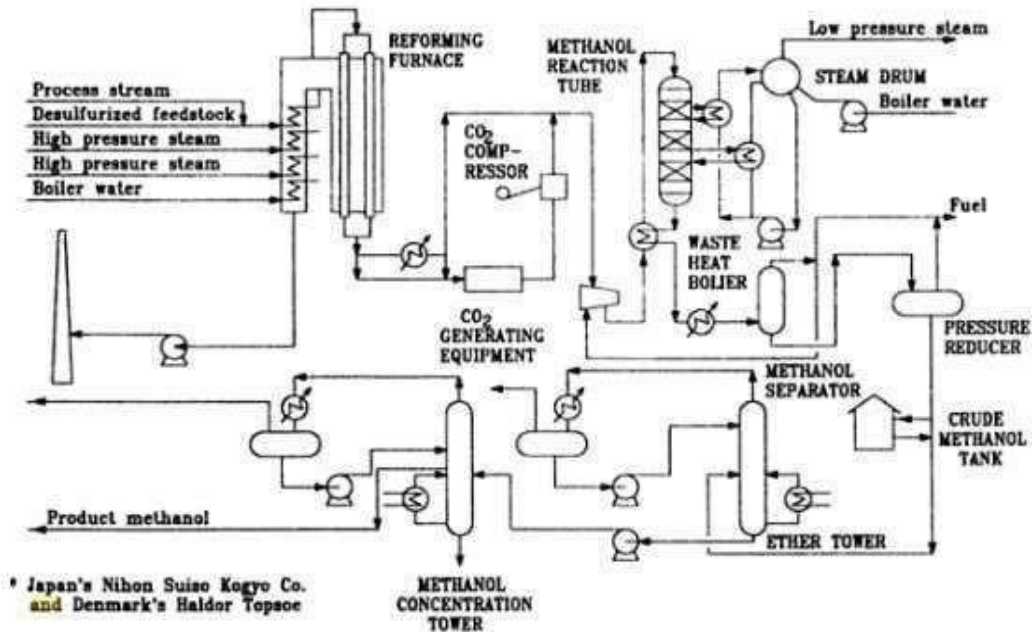 REFORMING
FURNACE
METHANOL
REACTION
TUBE
Low pressure steam
STEAM DRUM
Boiler water
Process stream
Desulfurized feedstock
High pressure steam
High pressure steam
Boiler water
CO2
COMP-
RESSOR
Fuel
WASTE
HEAT
BOLIER
CO2
GENERATING
EQUIPMENT
PRESSURE
REDUCER
METHANOL
SEPARATOR
CRUDE
METHANOL
TANK
Product methanol
ETHER TOWER
* Japan's Nihon Suiso Kogyo Co.
and Denmark's Haldor Topsoe
METHANOL
CONCENTRATION
TOWER